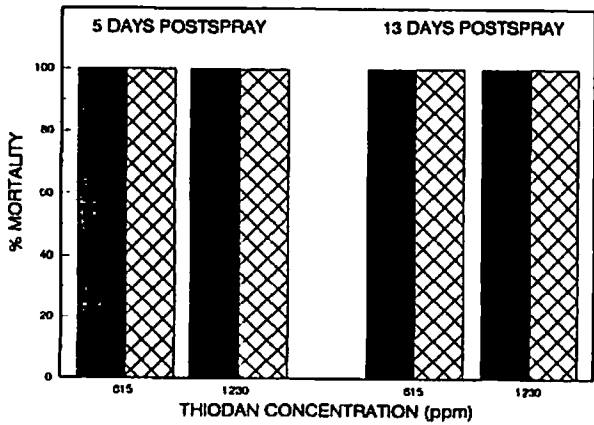 5 DAYS POSTSPRAY
13 DAYS POSTSPRAY
100
80
60
40
20
0
% MORTALITY
615
1230
615
1230
THIODAN CONCENTRATION (ppm)